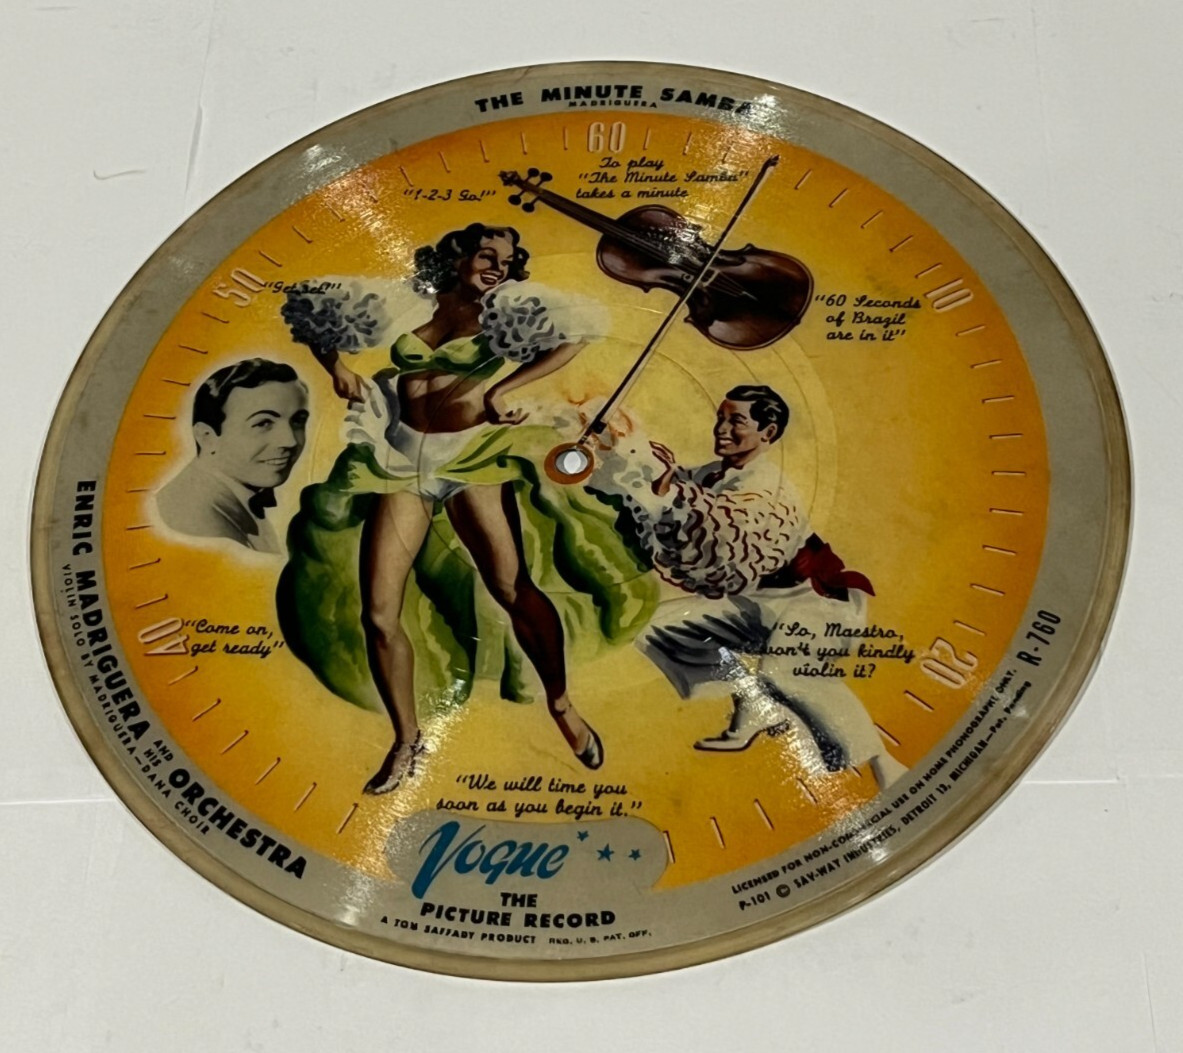 THE MINUTE SAMBA
MADRIGUERA
60
To play
"The Minute Samba"
takes a minute
"1-2-3 Go!"
50
"Get set!"
10
"60 Seconds
of Brazil
are in it"
40
"Come on,
get ready"
20
"So, Maestro,
won't you kindly
violin it?
"We will time you
soon as you begin it."
ENRIC MADRIGUERA AND HIS ORCHESTRA
VIOLIN SOLO BY MADRIGUERA—DANA CHOIR
Vogue
THE
PICTURE RECORD
A TOM SAFFADY PRODUCT REG. U. S. PAT. OFF.
LICENSED FOR NON-COMMERCIAL USE ON HOME PHONOGRAPHS ONLY.
P-101 © SAV-WAY INDUSTRIES, DETROIT 13, MICHIGAN—Pat. Pending
R-760